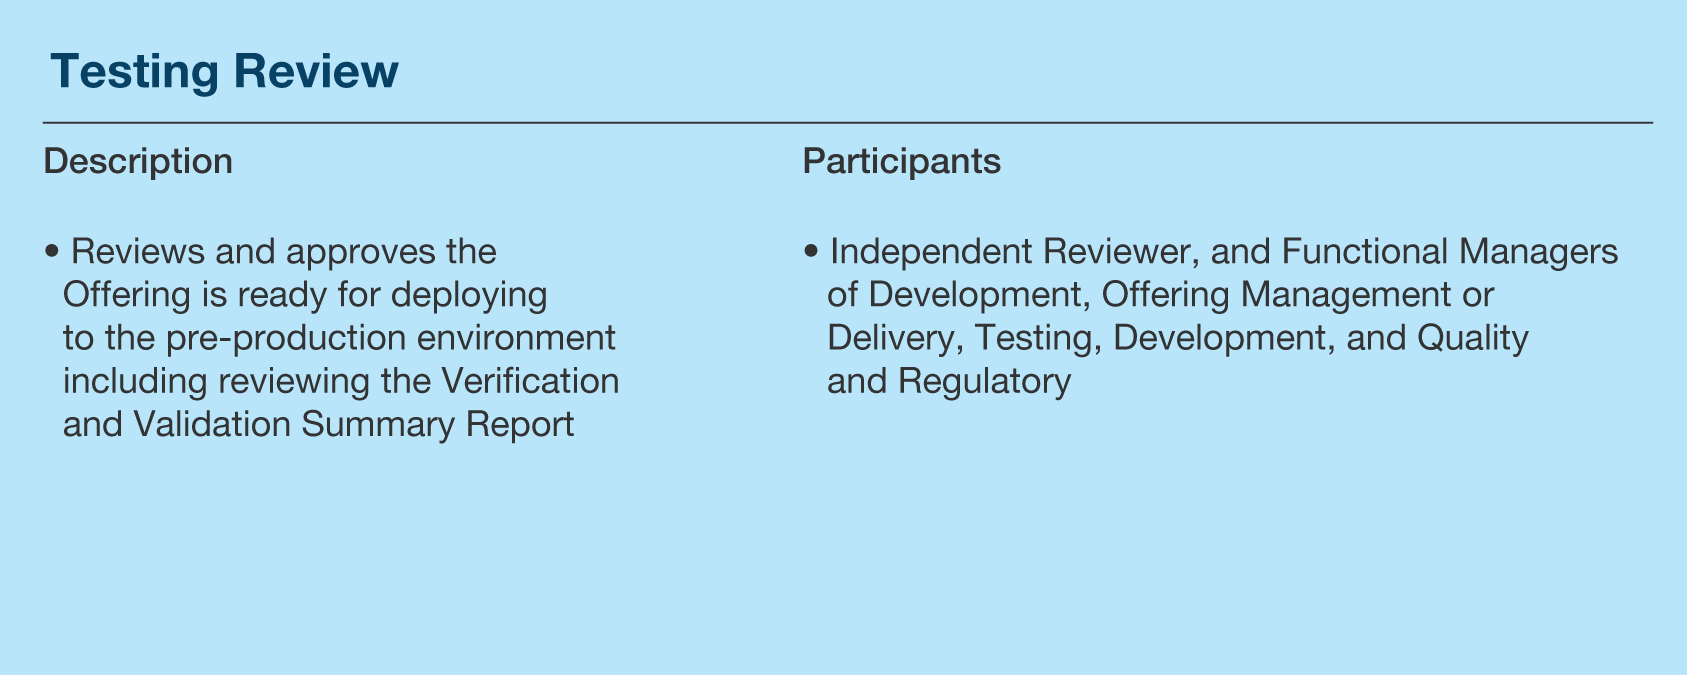 Testing Review
Description
• Reviews and approves the
Offering is ready for deploying
to the pre-production environment
including reviewing the Verification
and Validation Summary Report
Participants
• Independent Reviewer, and Functional Managers
of Development, Offering Management or
Delivery, Testing, Development, and Quality
and Regulatory